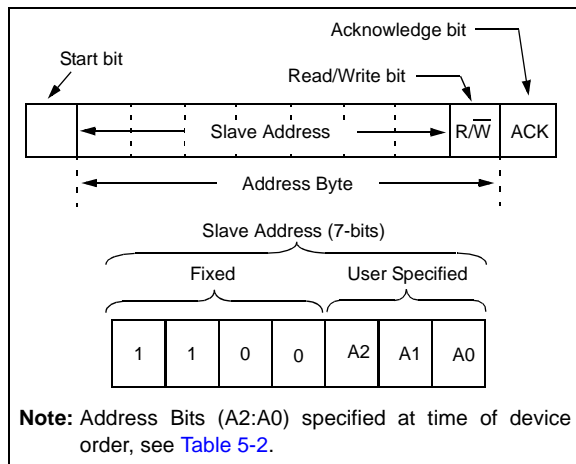 Acknowledge bit
Start bit
Read/Write bit
Slave Address
R/W̅
ACK
Address Byte
Slave Address (7-bits)
Fixed
User Specified
1 1 0 0 A2 A1 A0
Note: Address Bits (A2:A0) specified at time of device
order, see Table 5-2.